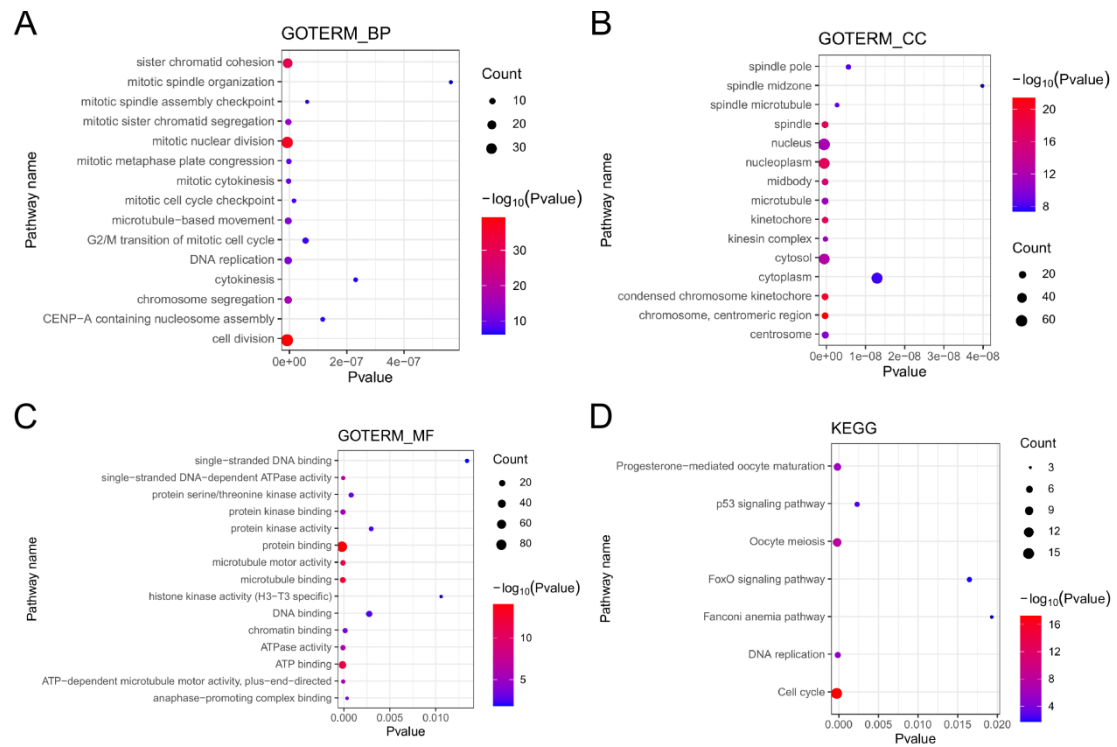 A
GOTERM_BP
Pathway name
sister chromatid cohesion
mitotic spindle organization
mitotic spindle assembly checkpoint
mitotic sister chromatid segregation
mitotic nuclear division
mitotic metaphase plate congression
mitotic cytokinesis
mitotic cell cycle checkpoint
microtubule−based movement
G2/M transition of mitotic cell cycle
DNA replication
cytokinesis
chromosome segregation
CENP−A containing nucleosome assembly
cell division
0e+00 2e−07 4e−07
Pvalue
Count
10
20
30
−log10(Pvalue)
30
20
10
B
GOTERM_CC
Pathway name
spindle pole
spindle midzone
spindle microtubule
spindle
nucleus
nucleoplasm
midbody
microtubule
kinetochore
kinesin complex
cytosol
cytoplasm
condensed chromosome kinetochore
chromosome, centromeric region
centrosome
0e+00 1e−08 2e−08 3e−08 4e−08
Pvalue
−log10(Pvalue)
20
16
12
8
Count
20
40
60
C
GOTERM_MF
Pathway name
single−stranded DNA binding
single−stranded DNA−dependent ATPase activity
protein serine/threonine kinase activity
protein kinase binding
protein kinase activity
protein binding
microtubule motor activity
microtubule binding
histone kinase activity (H3−T3 specific)
DNA binding
chromatin binding
ATPase activity
ATP binding
ATP−dependent microtubule motor activity, plus−end−directed
anaphase−promoting complex binding
0.000 0.005 0.010
Pvalue
Count
20
40
60
80
−log10(Pvalue)
10
5
D
KEGG
Pathway name
Progesterone−mediated oocyte maturation
p53 signaling pathway
Oocyte meiosis
FoxO signaling pathway
Fanconi anemia pathway
DNA replication
Cell cycle
0.000 0.005 0.010 0.015 0.020
Pvalue
Count
3
6
9
12
15
−log10(Pvalue)
16
12
8
4